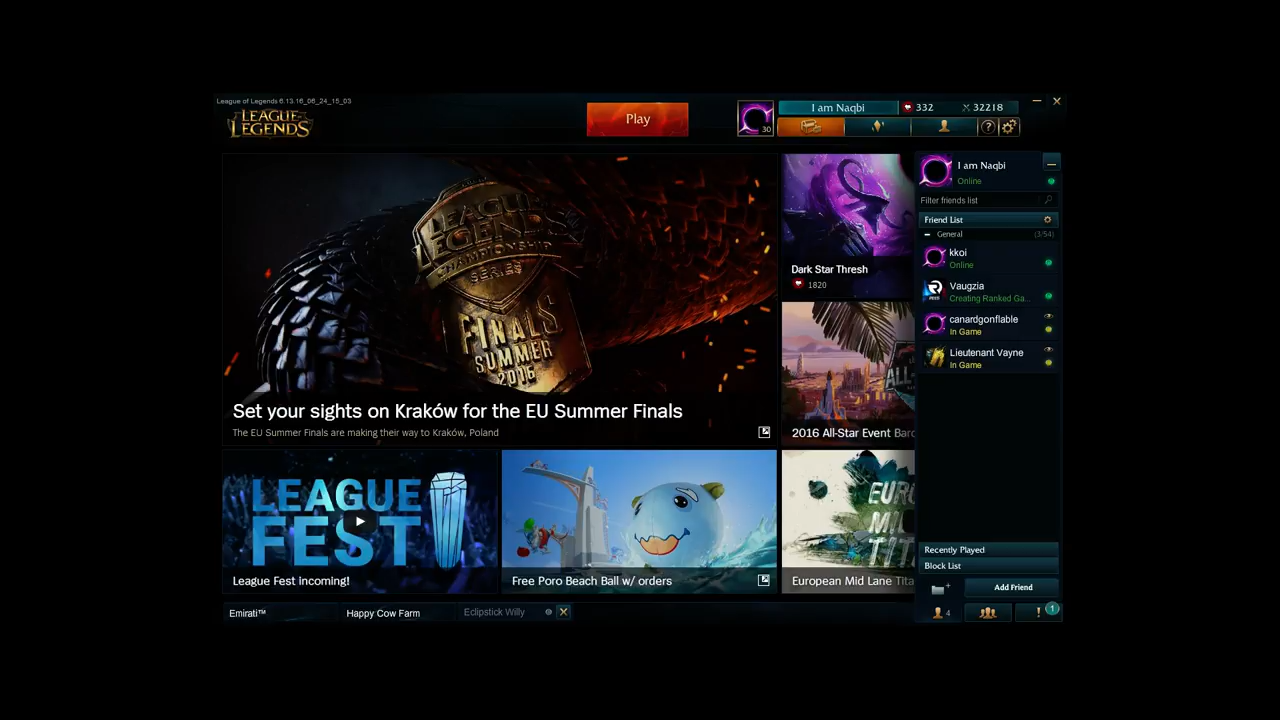 League of Legends 6.13.16_06_24_15_03
LEAGUE
LEGENDS
Play
30
I am Naqbi
332
32218
?
LEAGUE
LEGENDS
CHAMPIONSHIP
SERIES
FINALS
SUMMER
2016
Set your sights on Kraków for the EU Summer Finals
The EU Summer Finals are making their way to Kraków, Poland
Dark Star Thresh
1820
ALL-
2016 All-Star Event Barc
LEAGUE
FEST
League Fest incoming!
Free Poro Beach Ball w/ orders
EURO
MID
TIT
European Mid Lane Tita
I am Naqbi
Online
Filter friends list
Friend List
General (3/54)
kkoi
Online
Vaugzia
Creating Ranked Ga...
canardgonflable
In Game
Lieutenant Vayne
In Game
Recently Played
Block List
Add Friend
4
! 1
Emirati™ Happy Cow Farm Eclipstick Willy